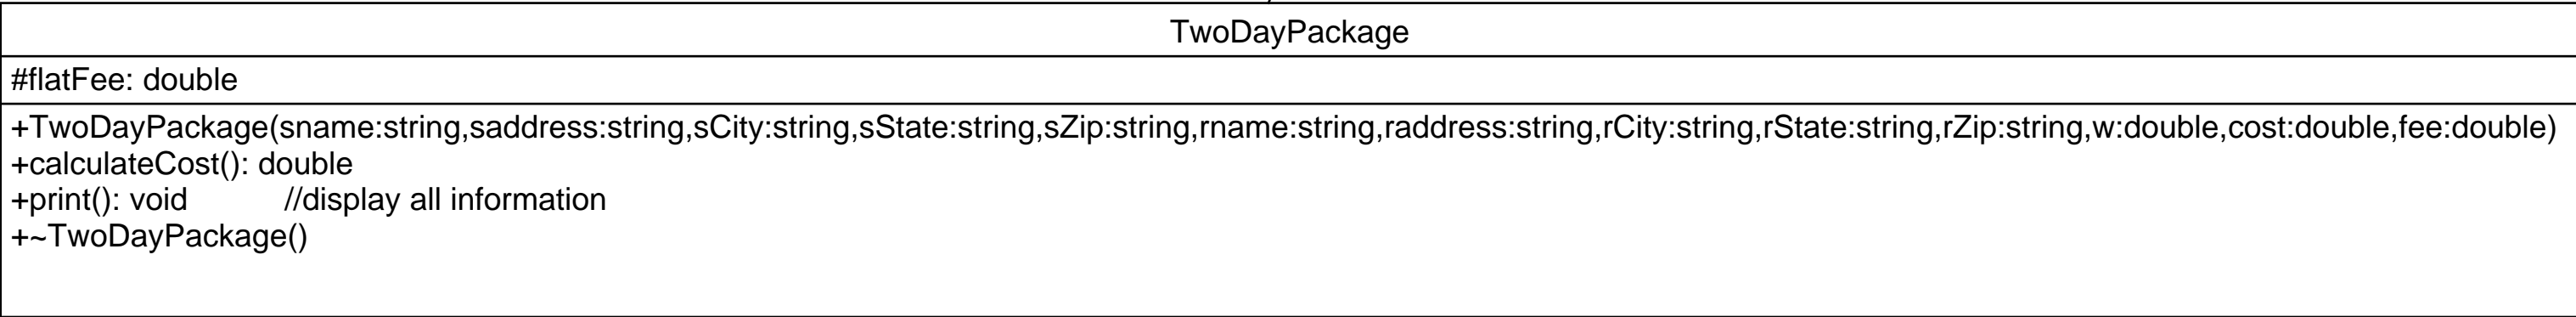 TwoDayPackage
#flatFee: double
+TwoDayPackage(sname:string,saddress:string,sCity:string,sState:string,sZip:string,rname:string,raddress:string,rCity:string,rState:string,rZip:string,w:double,cost:double,fee:double)
+calculateCost(): double
+print(): void //display all information
+~TwoDayPackage()